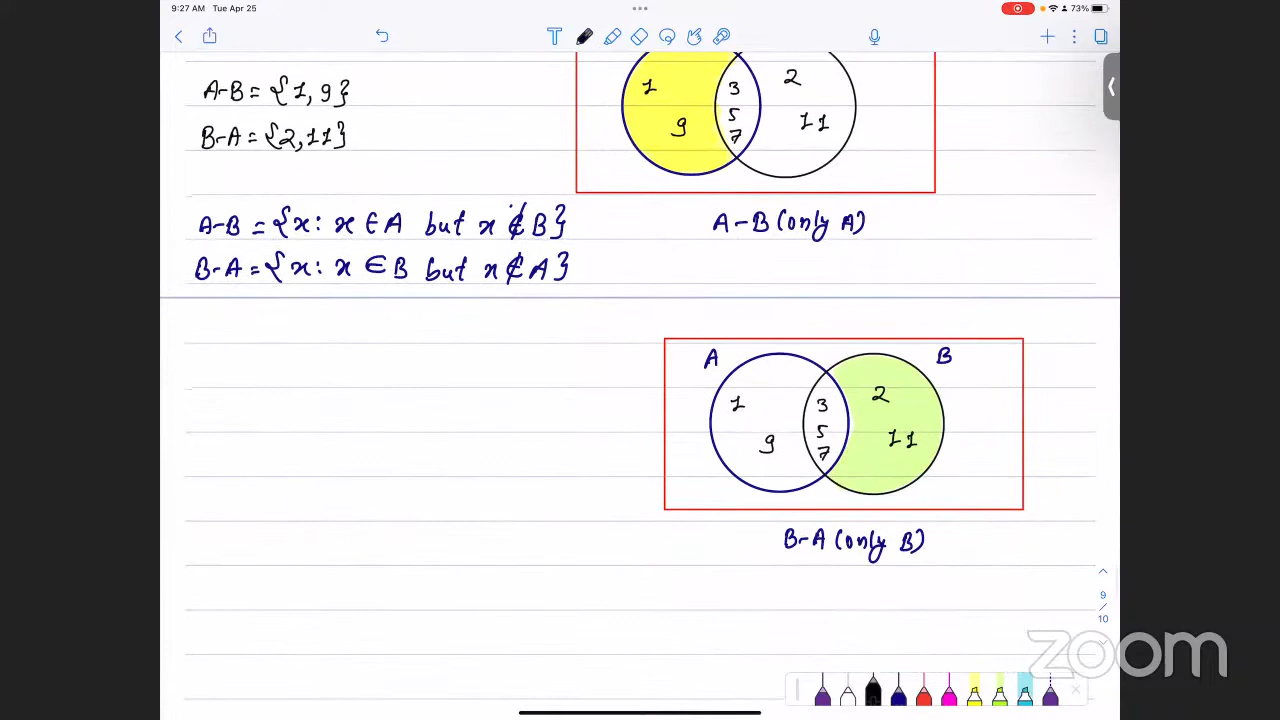 9:27 AM Tue Apr 25
73%
A-B = {1, 9}
B-A = {2, 11}
1
9
3
5
7
2
11
A-B = {x: x ∈ A but x ∉ B}
A-B (only A)
B-A = {x: x ∈ B but x ∉ A}
A
B
1
9
3
5
7
2
11
B-A (only B)
9
/
10
zoom